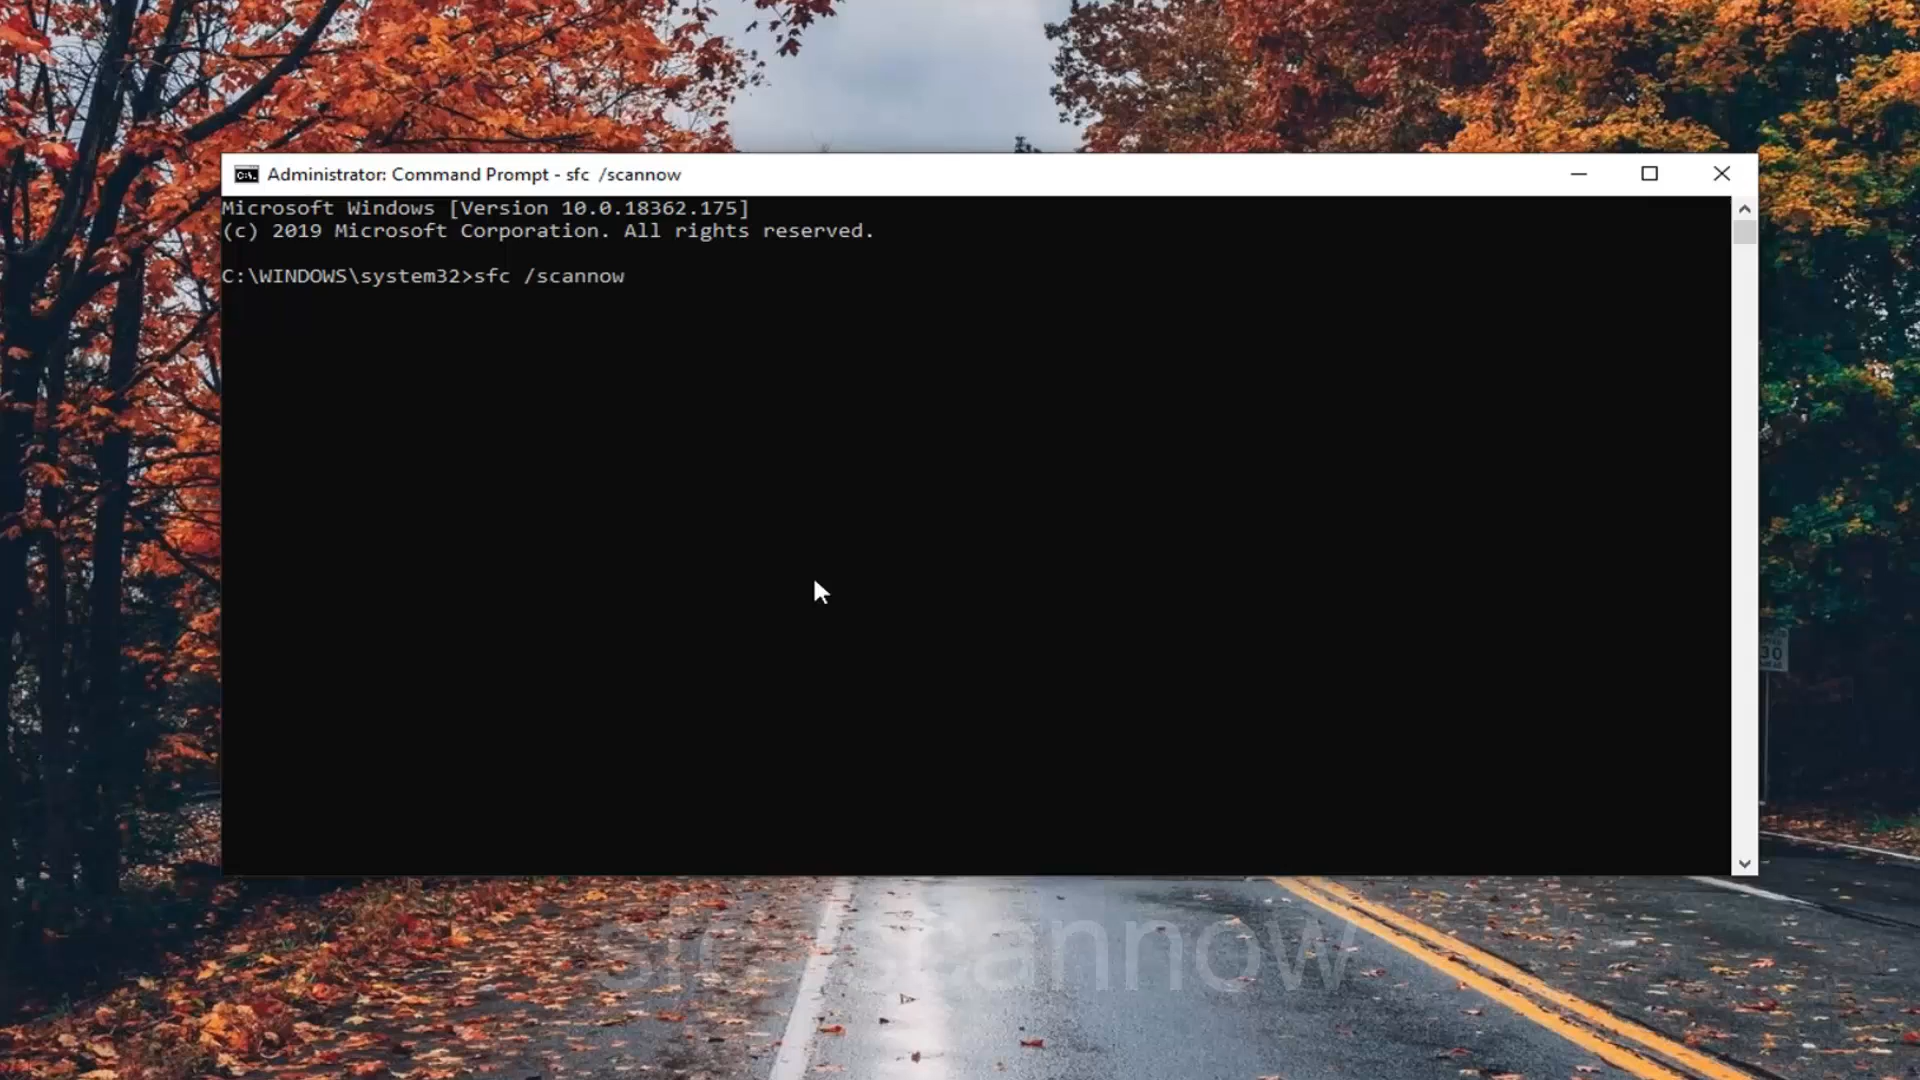 Administrator: Command Prompt - sfc  /scannow
Microsoft Windows [Version 10.0.18362.175]
(c) 2019 Microsoft Corporation. All rights reserved.
C:\WINDOWS\system32>sfc /scannow
30
sfc /scannow